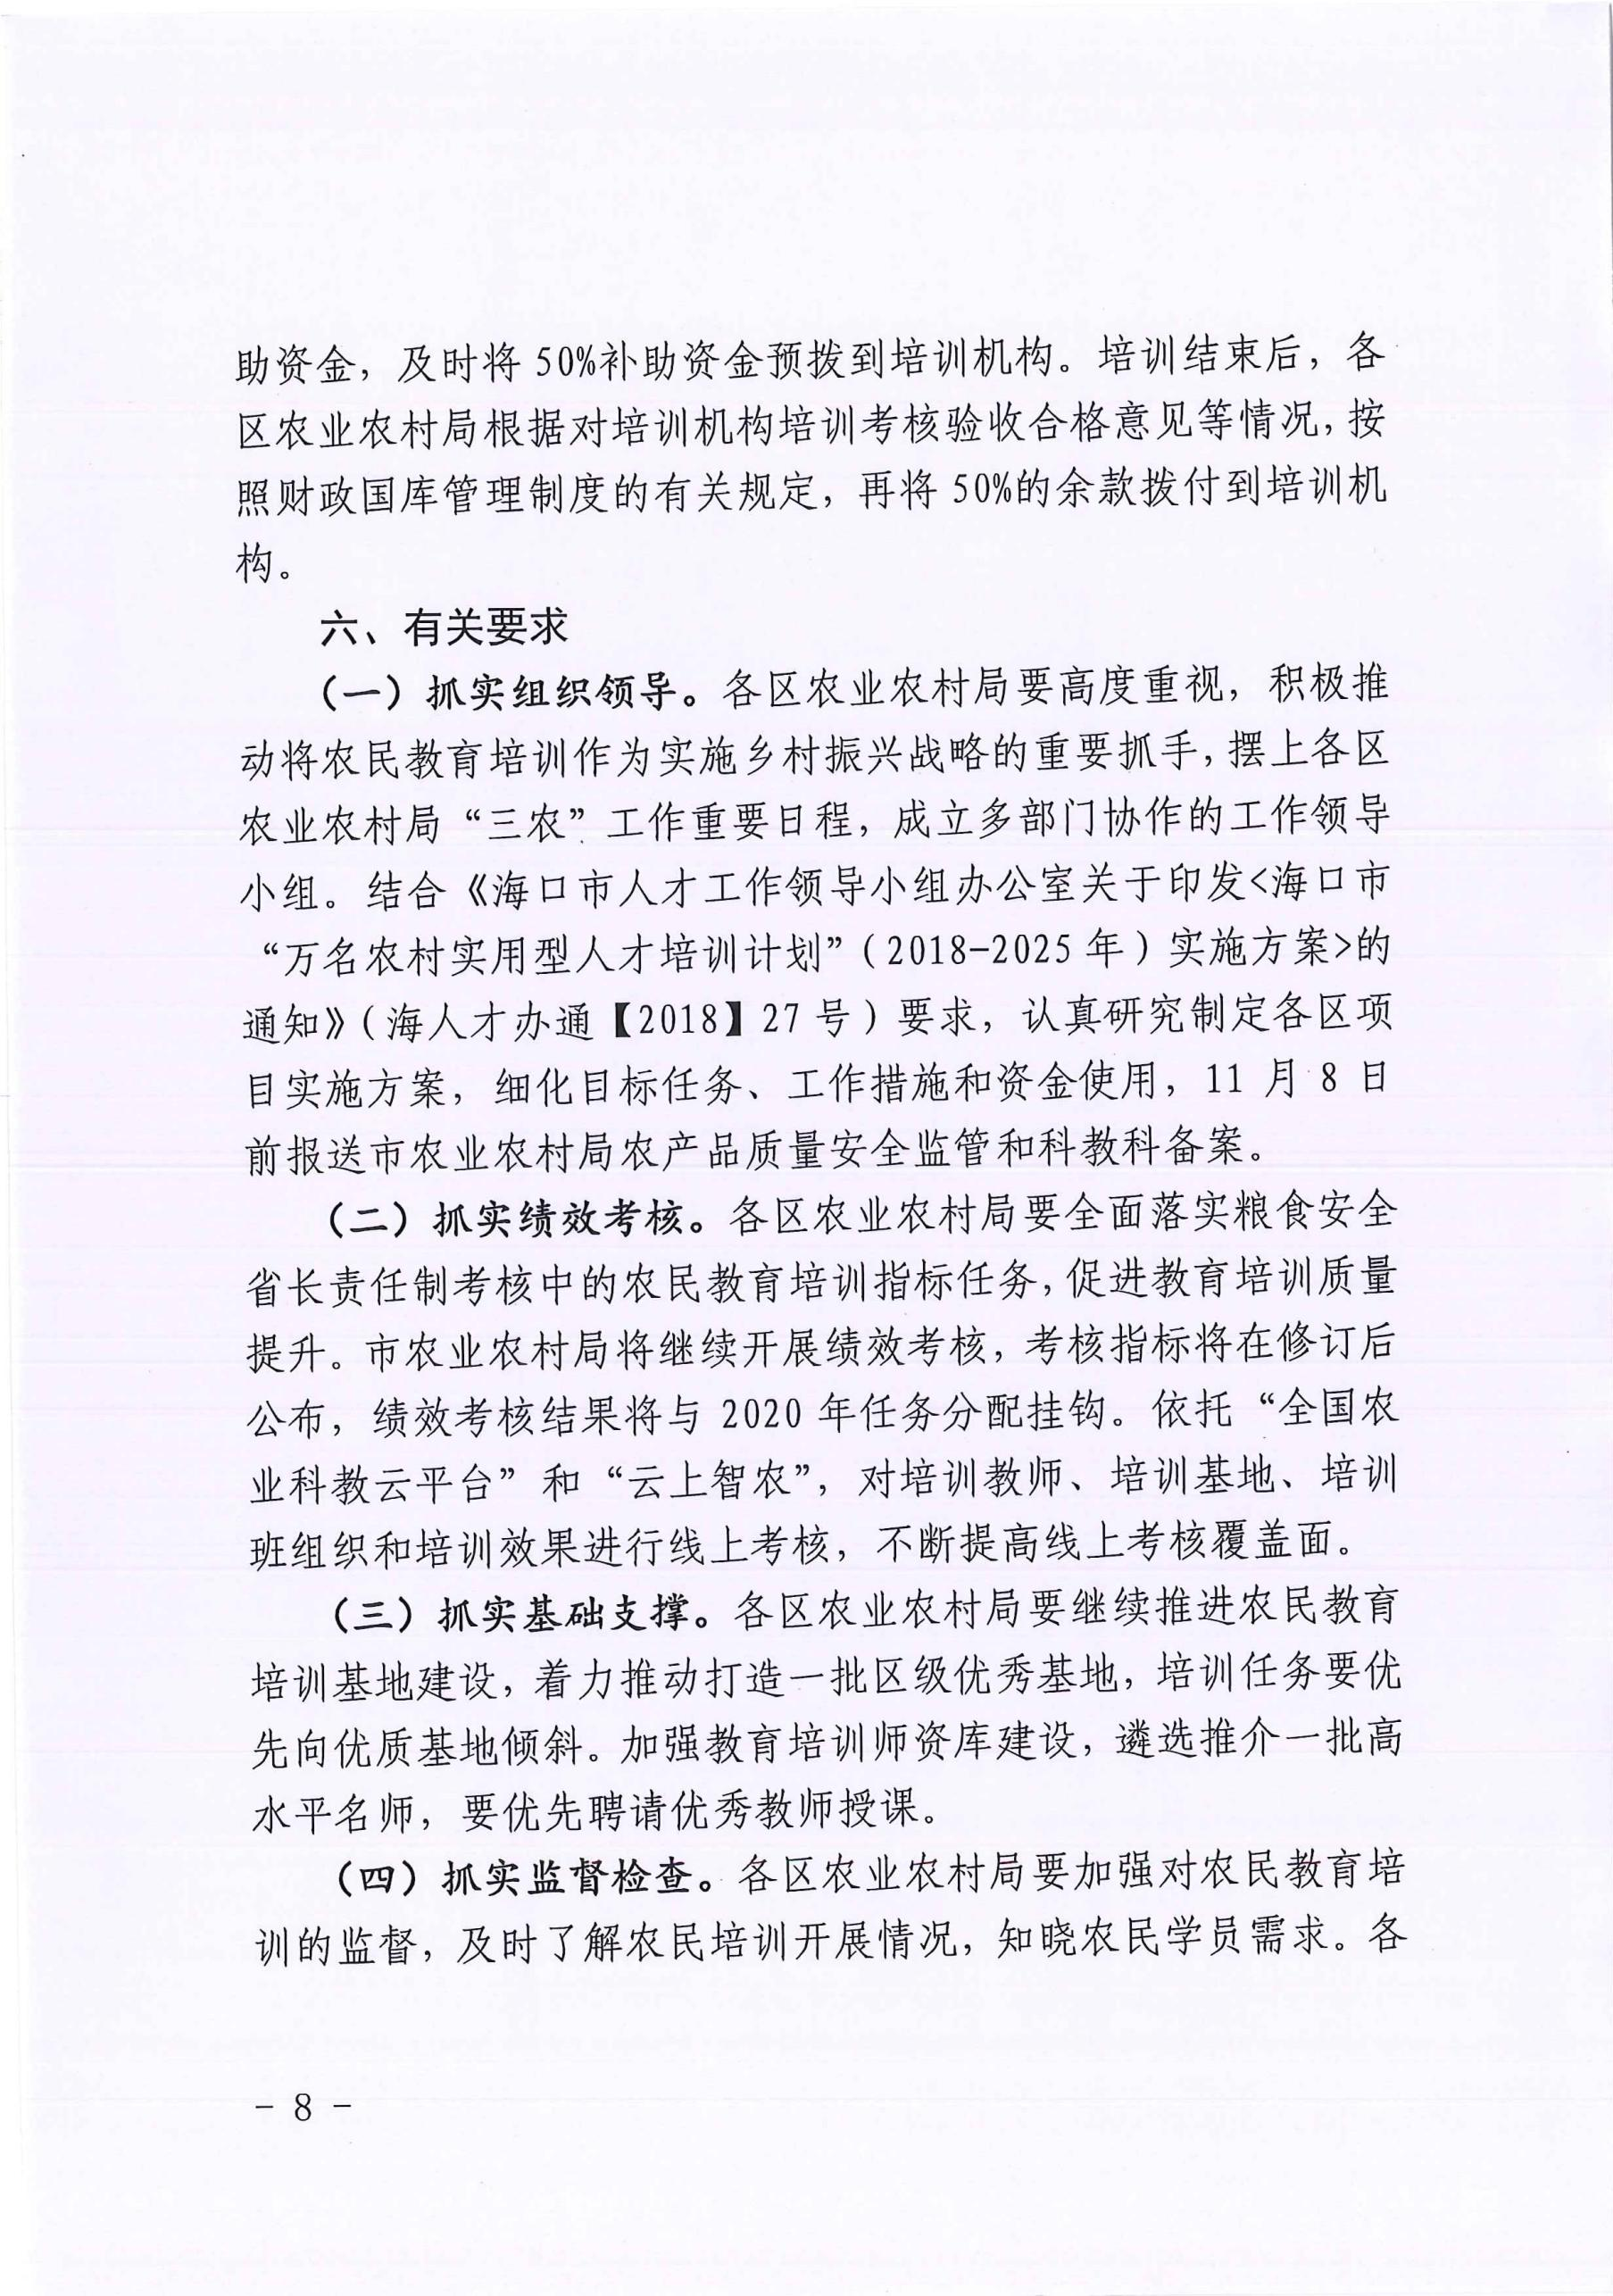 助资金，及时将 50%补助资金预拨到培训机构。培训结束后，各
区农业农村局根据对培训机构培训考核验收合格意见等情况，按
照财政国库管理制度的有关规定，再将 50%的余款拨付到培训机
构。
六、有关要求
（一）抓实组织领导。各区农业农村局要高度重视，积极推
动将农民教育培训作为实施乡村振兴战略的重要抓手，摆上各区
农业农村局“三农”工作重要日程，成立多部门协作的工作领导
小组。结合《海口市人才工作领导小组办公室关于印发<海口市
“万名农村实用型人才培训计划”（2018-2025 年）实施方案>的
通知》（海人才办通【2018】27 号）要求，认真研究制定各区项
目实施方案，细化目标任务、工作措施和资金使用，11 月 8 日
前报送市农业农村局农产品质量安全监管和科教科备案。
（二）抓实绩效考核。各区农业农村局要全面落实粮食安全
省长责任制考核中的农民教育培训指标任务，促进教育培训质量
提升。市农业农村局将继续开展绩效考核，考核指标将在修订后
公布，绩效考核结果将与 2020 年任务分配挂钩。依托“全国农
业科教云平台”和“云上智农”，对培训教师、培训基地、培训
班组织和培训效果进行线上考核，不断提高线上考核覆盖面。
（三）抓实基础支撑。各区农业农村局要继续推进农民教育
培训基地建设，着力推动打造一批区级优秀基地，培训任务要优
先向优质基地倾斜。加强教育培训师资库建设，遴选推介一批高
水平名师，要优先聘请优秀教师授课。
（四）抓实监督检查。各区农业农村局要加强对农民教育培
训的监督，及时了解农民培训开展情况，知晓农民学员需求。各
- 8 -